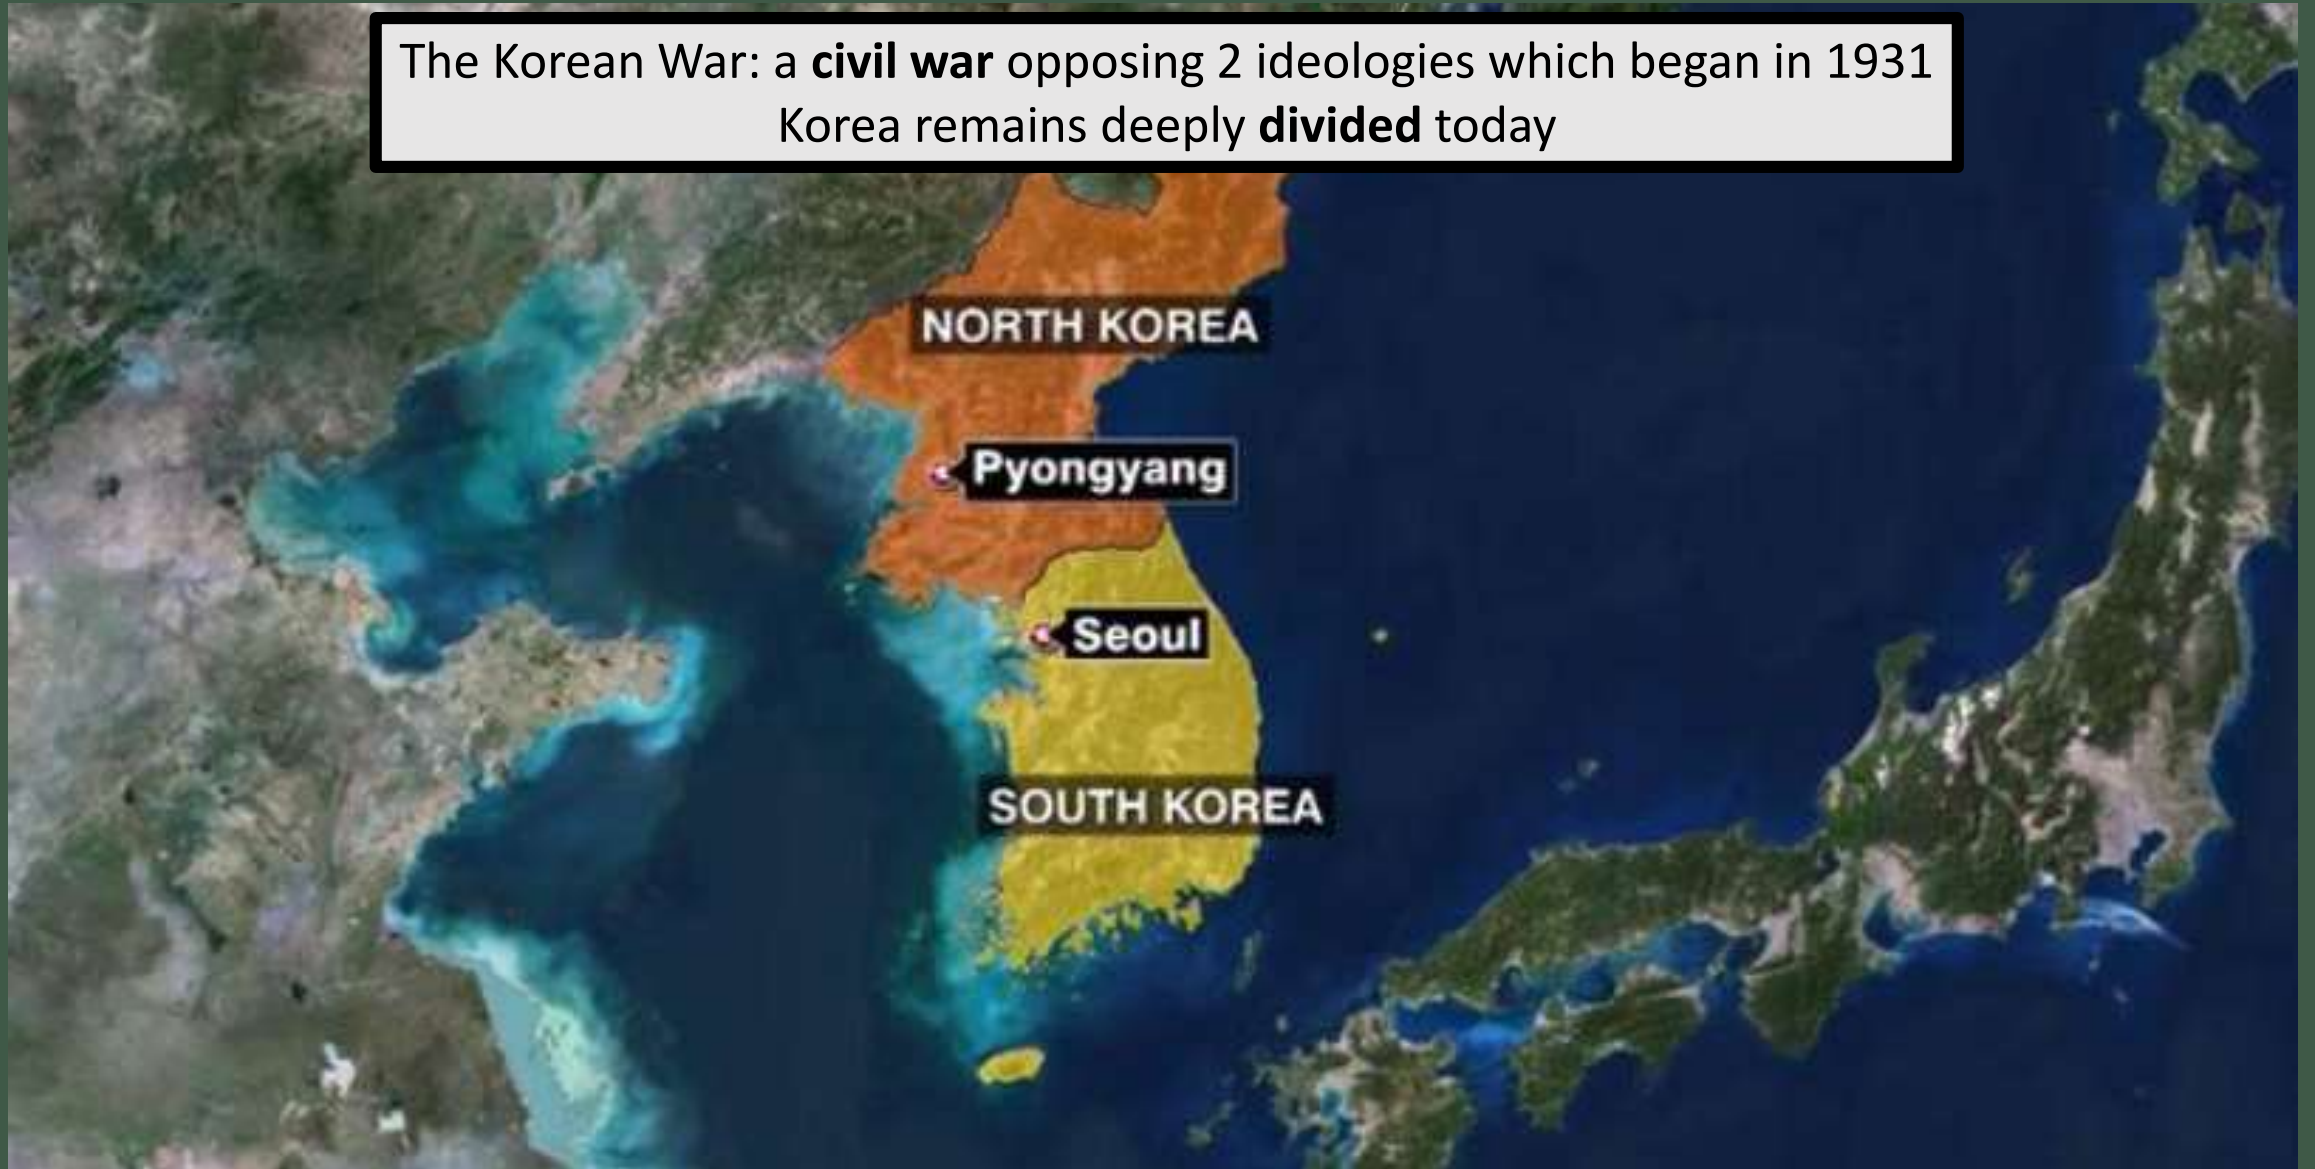 The Korean War: a civil war opposing 2 ideologies which began in 1931
Korea remains deeply divided today
NORTH KOREA
Pyongyang
Seoul
SOUTH KOREA